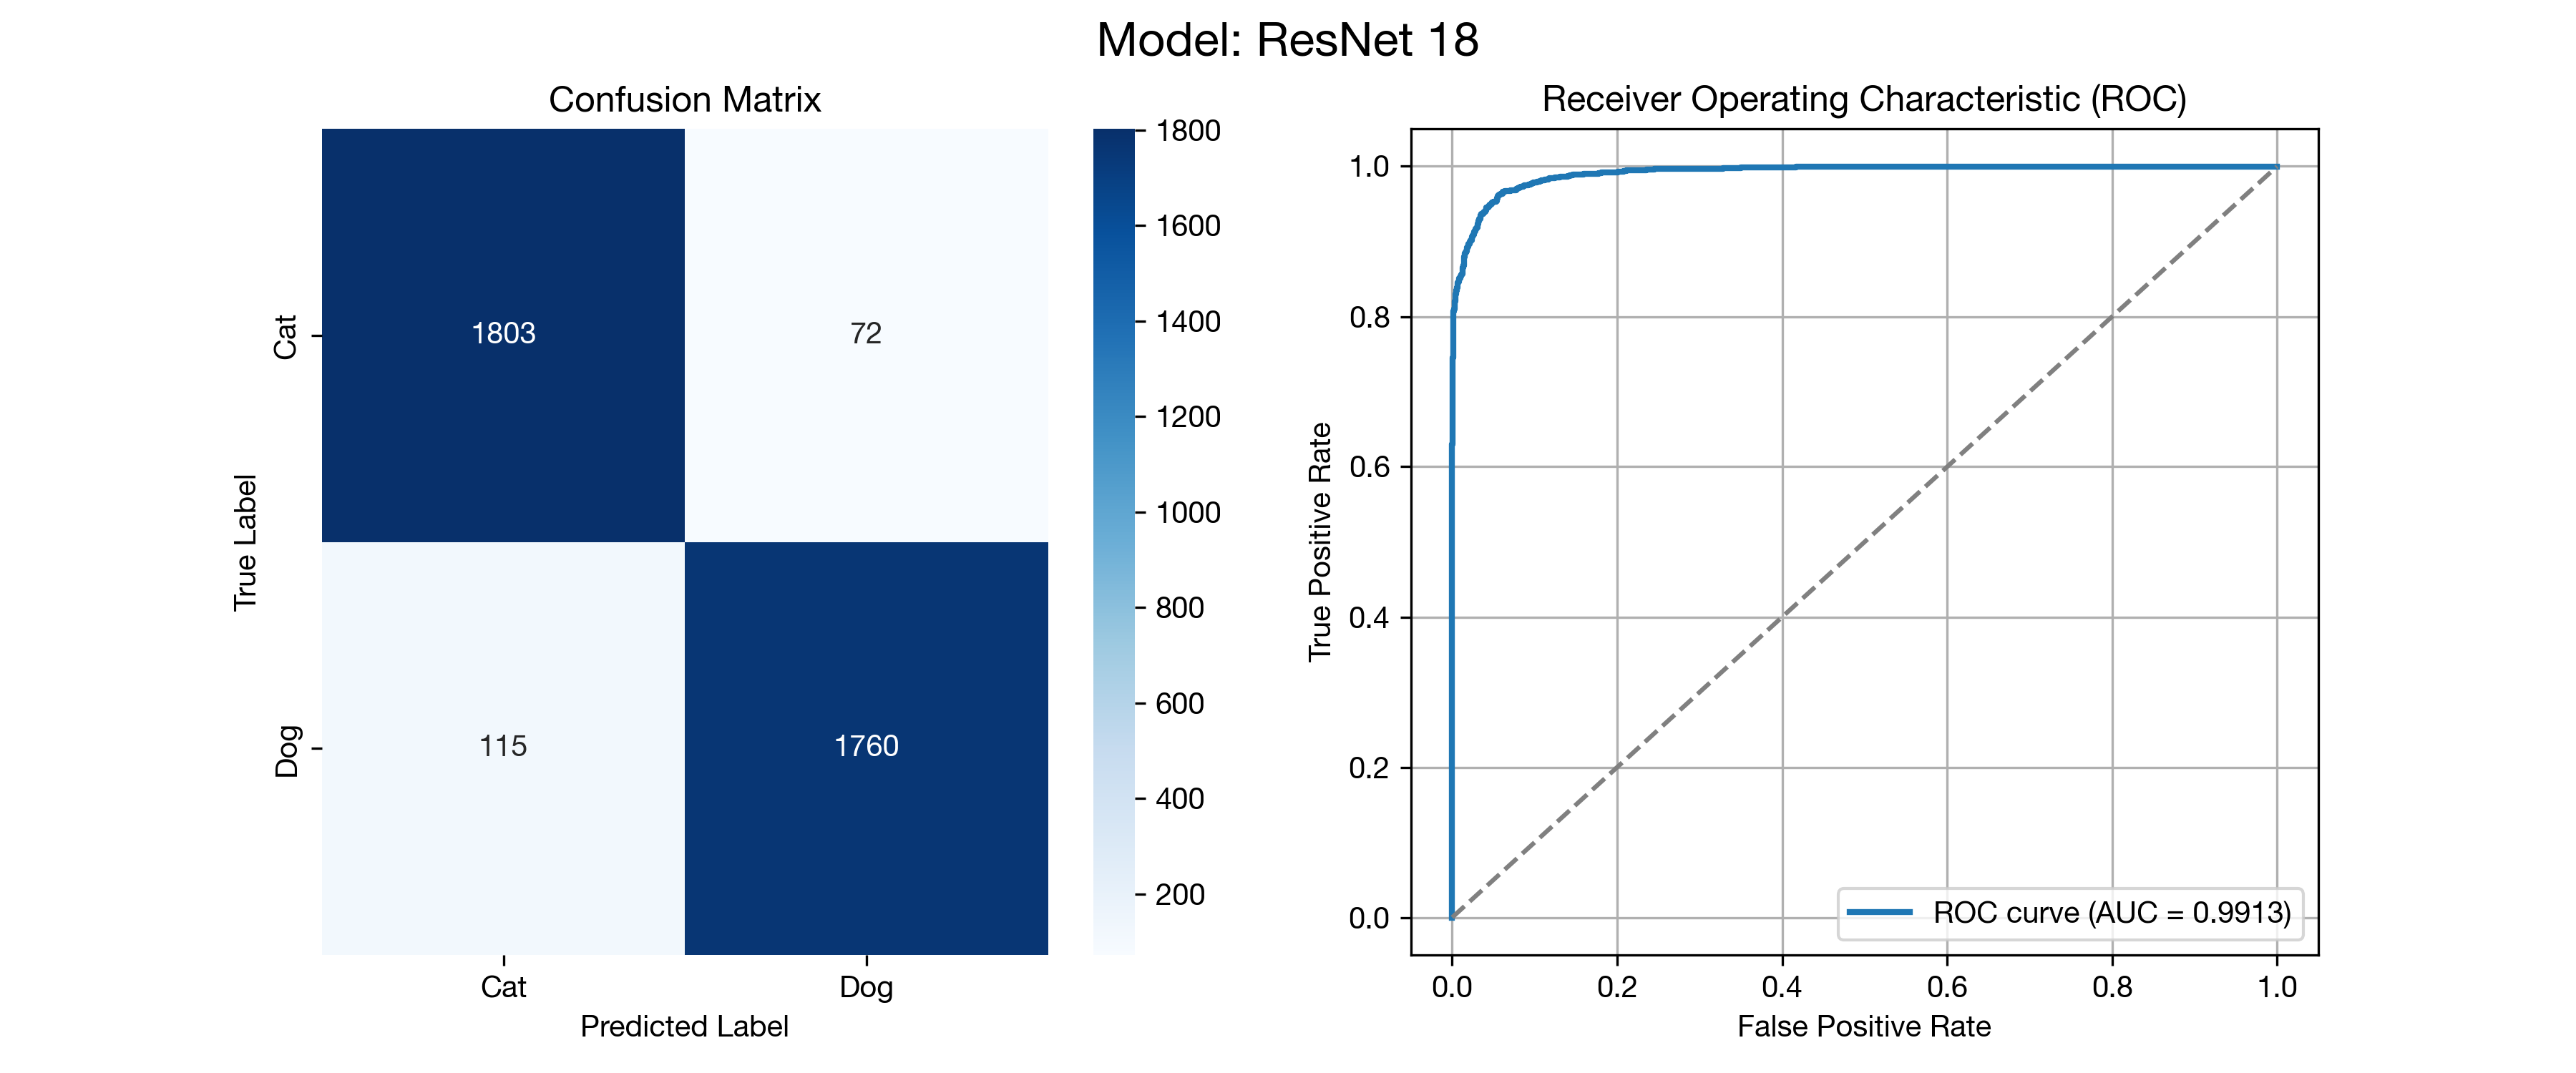 Model: ResNet 18
Confusion Matrix
True Label
Cat
Dog
1803
72
115
1760
Cat
Dog
Predicted Label
1800
1600
1400
1200
1000
800
600
400
200
Receiver Operating Characteristic (ROC)
True Positive Rate
1.0
0.8
0.6
0.4
0.2
0.0
ROC curve (AUC = 0.9913)
0.0
0.2
0.4
0.6
0.8
1.0
False Positive Rate